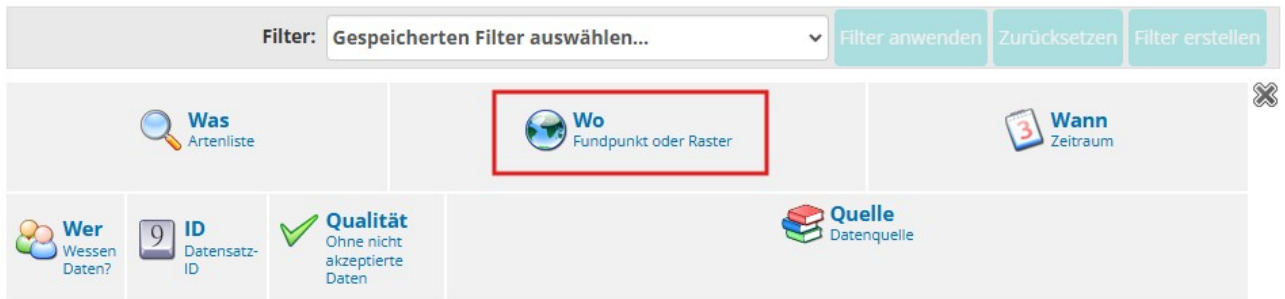 Filter: Gespeicherten Filter auswählen... Filter anwenden Zurücksetzen Filter erstellen
Was
Artenliste
Wo
Fundpunkt oder Raster
3
Wann
Zeitraum
Wer
Wessen
Daten?
9
ID
Datensatz-
ID
Qualität
Ohne nicht
akzeptierte
Daten
Quelle
Datenquelle